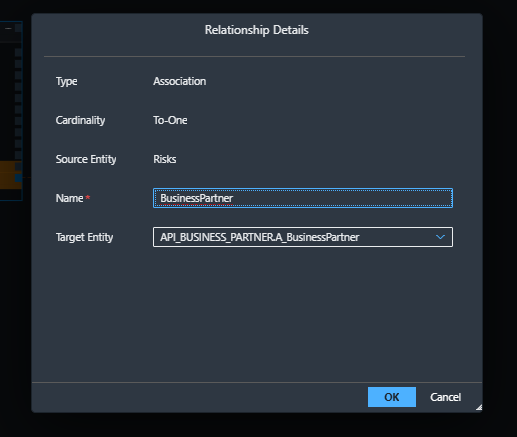 Relationship Details
Type Association
Cardinality To-One
Source Entity Risks
Name* BusinessPartner
Target Entity API_BUSINESS_PARTNER.A_BusinessPartner
OK Cancel